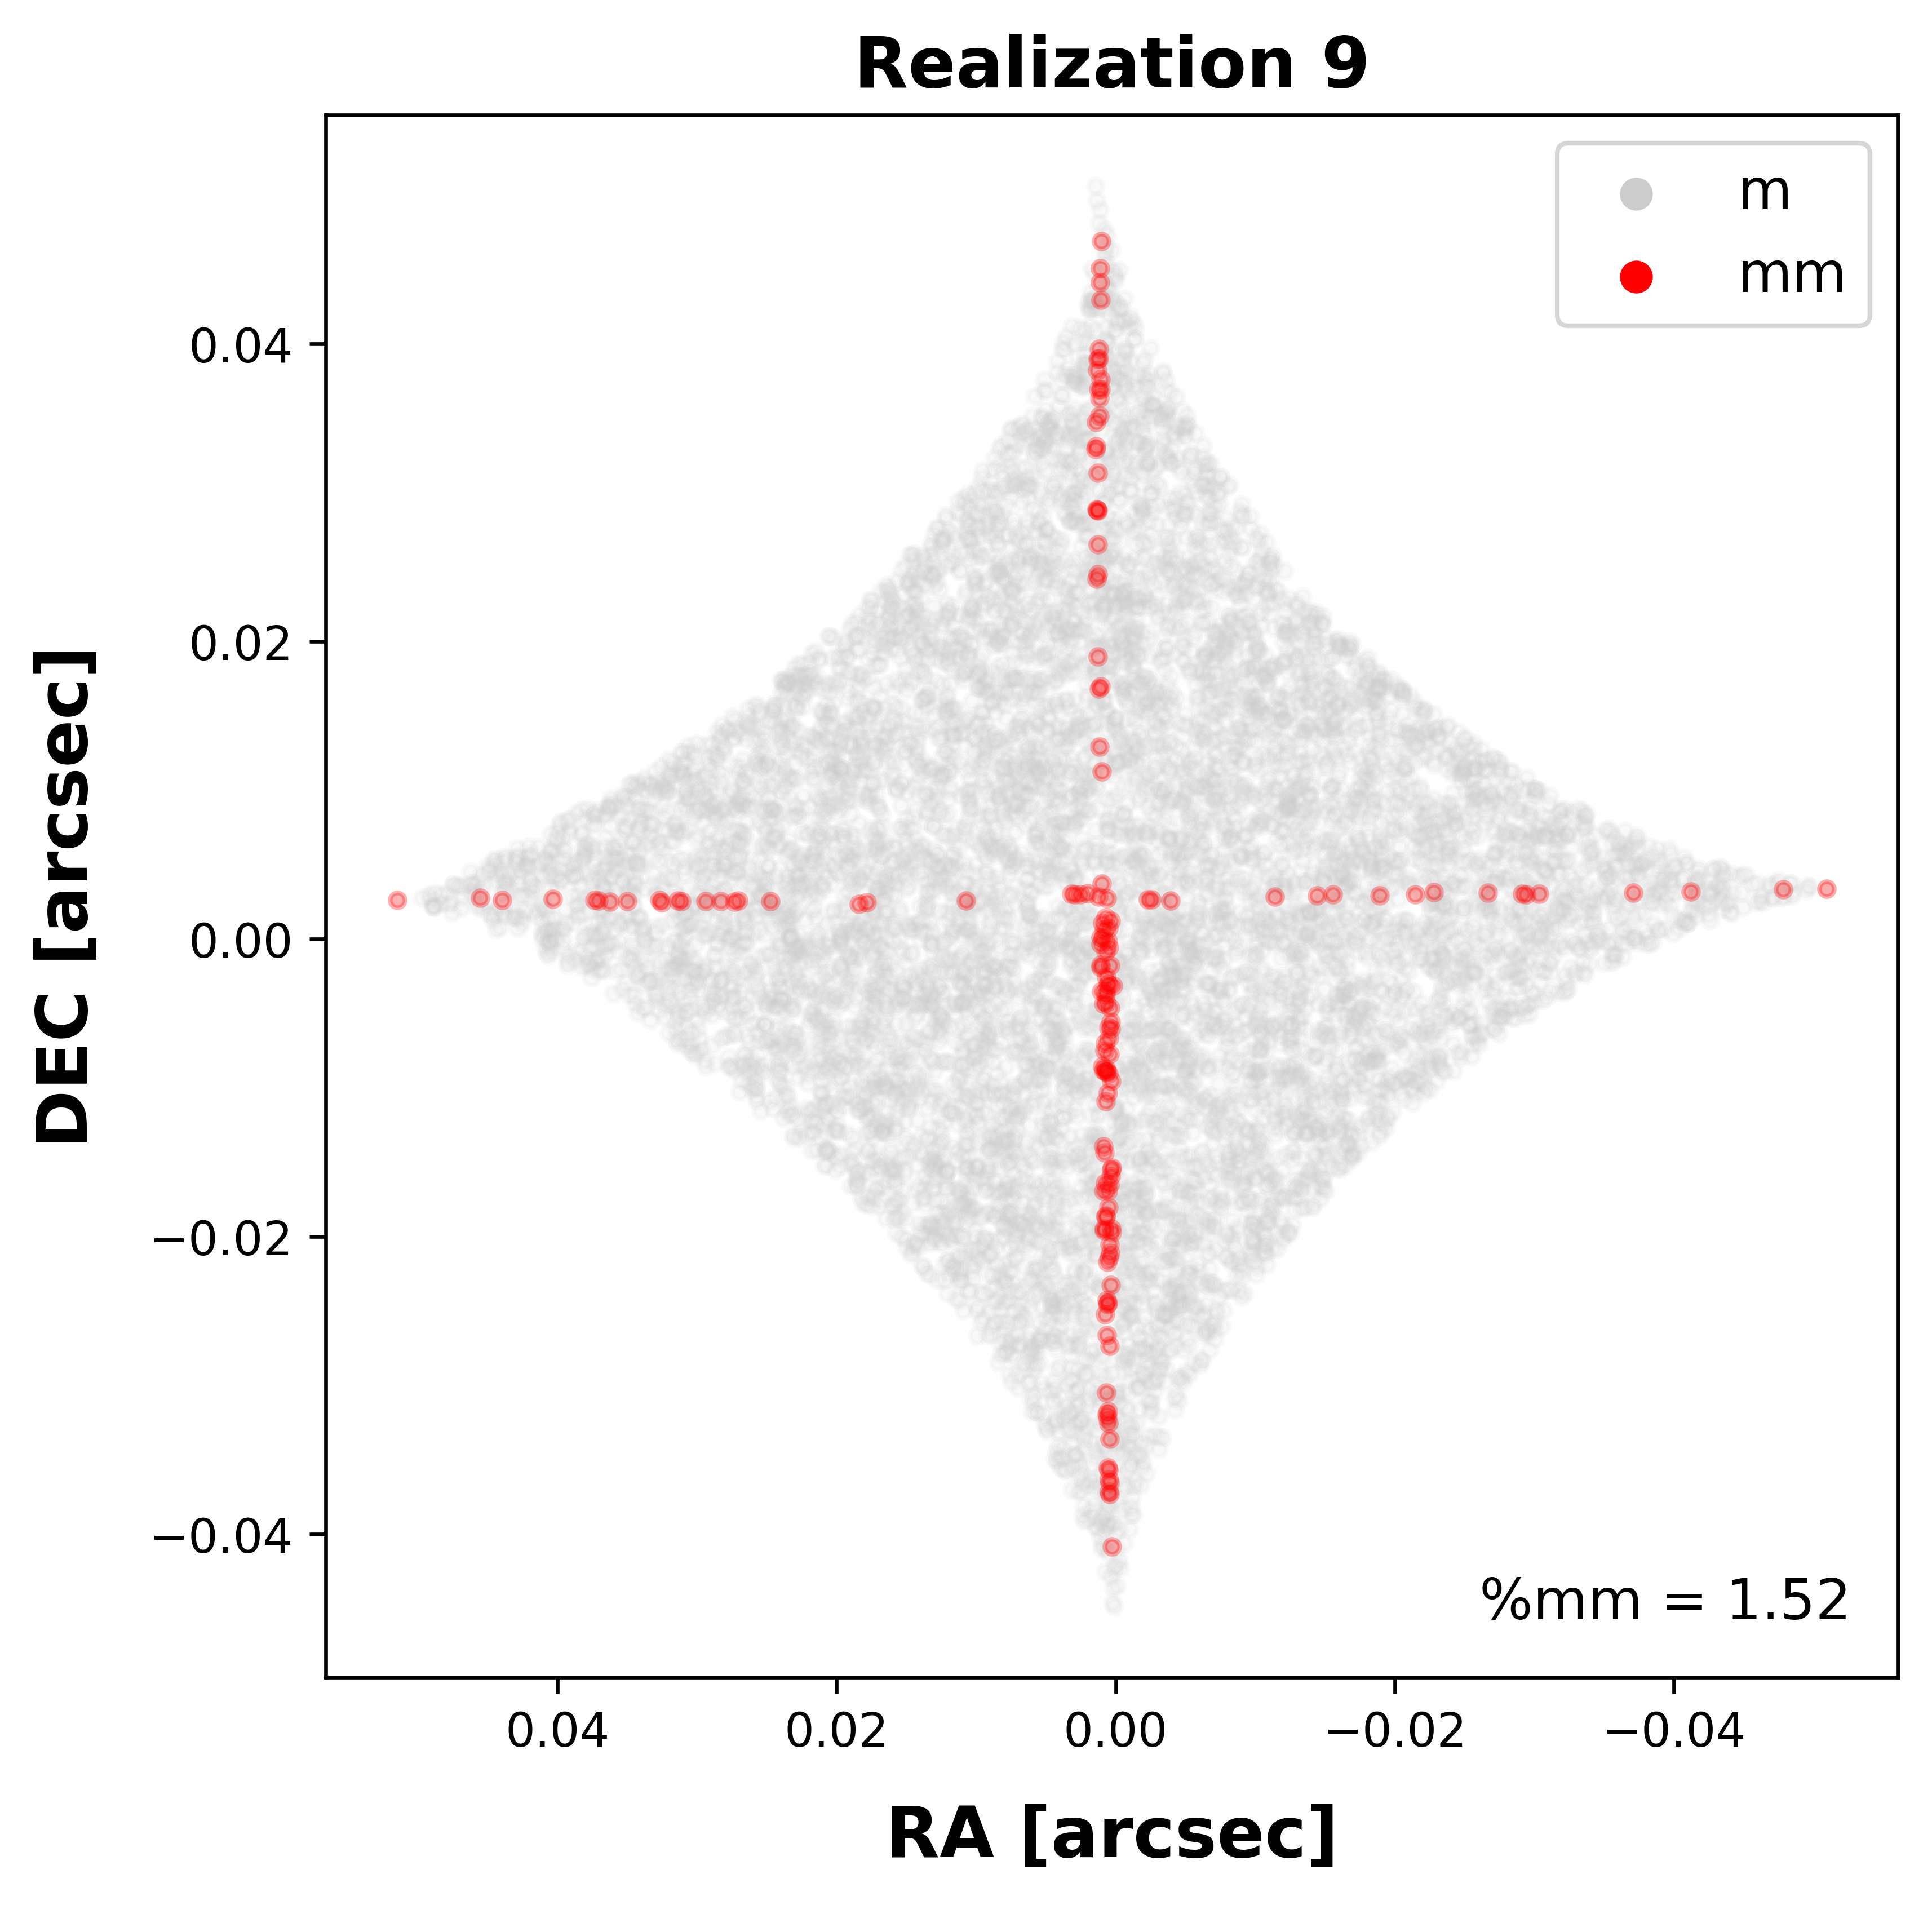 Realization 9
m
mm
0.04
0.02
0.00
−0.02
−0.04
DEC [arcsec]
%mm = 1.52
0.04 0.02 0.00 −0.02 −0.04
RA [arcsec]